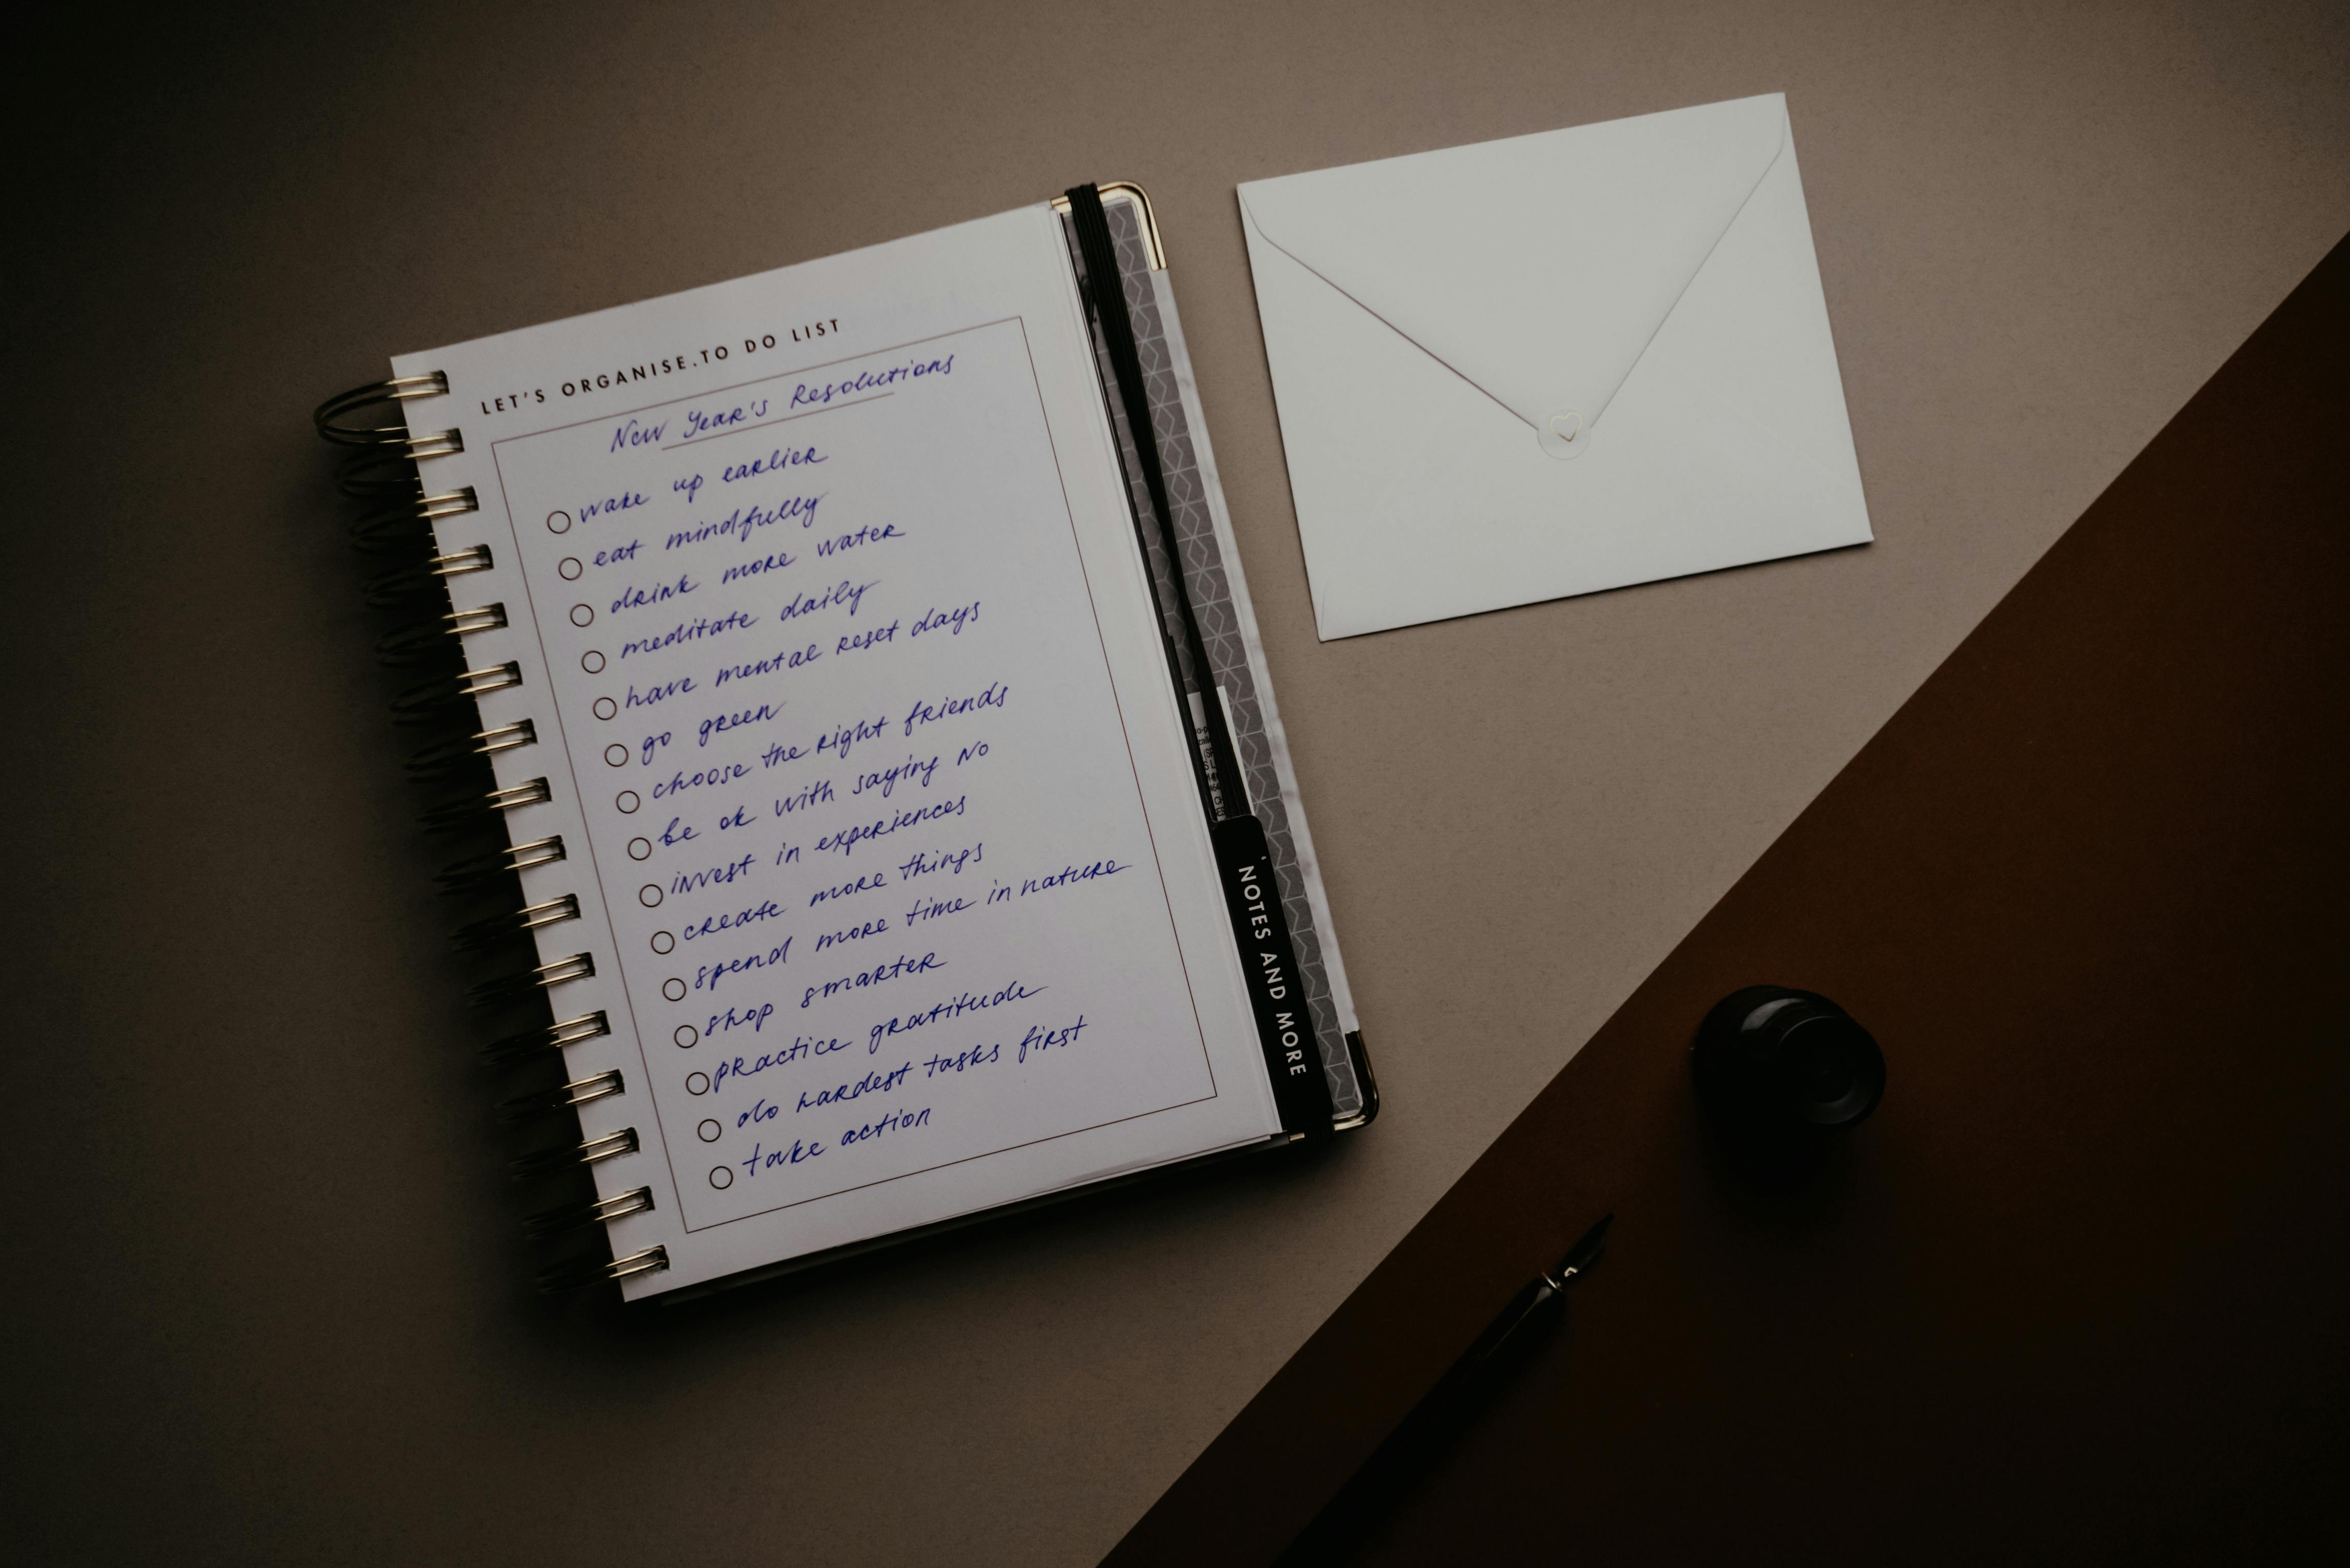 LET'S ORGANISE.TO DO LIST
New Year's Resolutions
wake up earlier
eat mindfully
drink more water
meditate daily
have mental reset days
go green
choose the right friends
be ok with saying no
invest in experiences
create more things
spend more time in nature
shop smarter
practice gratitude
do hardest tasks first
take action
NOTES AND MORE